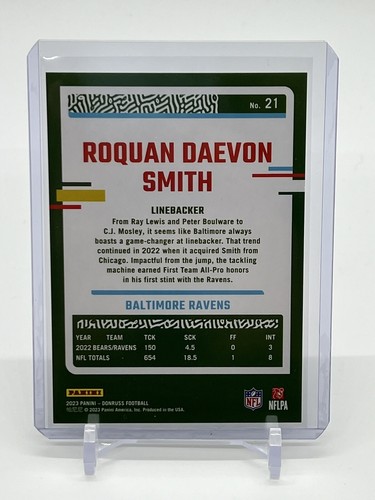 No. 21
ROQUAN DAEVON
SMITH
LINEBACKER
From Ray Lewis and Peter Boulware to
C.J. Mosley, it seems like Baltimore always
boasts a game-changer at linebacker. That trend
continued in 2022 when it acquired Smith from
Chicago. Impactful from the jump, the tackling
machine earned First Team All-Pro honors
in his first stint with the Ravens.
BALTIMORE RAVENS
YEAR TEAM TCK SCK FF INT
2022 BEARS/RAVENS 150 4.5 0 3
NFL TOTALS 654 18.5 1 8
PANINI
2023 PANINI - DONRUSS FOOTBALL
© 2023 Panini America, Inc. Produced in the USA.
NFL
NFLPA